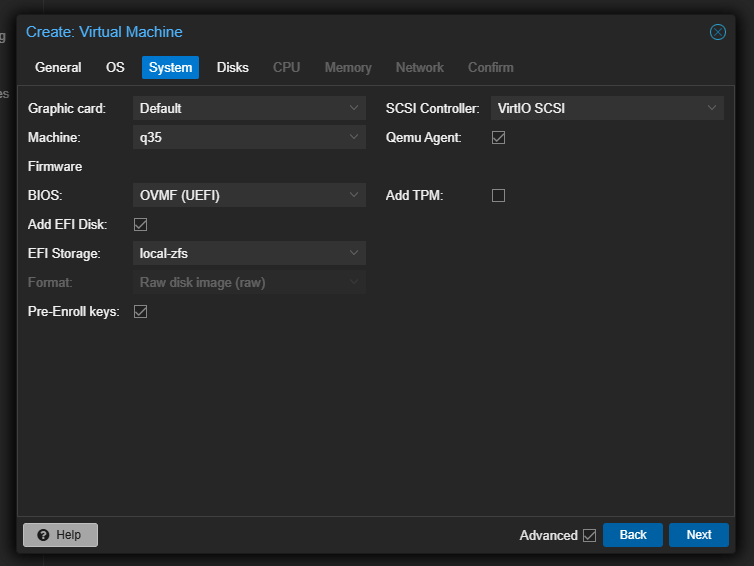 g
es
Create: Virtual Machine
General OS System Disks CPU Memory Network Confirm
Graphic card: Default SCSI Controller: VirtIO SCSI
Machine: q35 Qemu Agent:
Firmware
BIOS: OVMF (UEFI) Add TPM:
Add EFI Disk:
EFI Storage: local-zfs
Format: Raw disk image (raw)
Pre-Enroll keys:
? Help Advanced Back Next